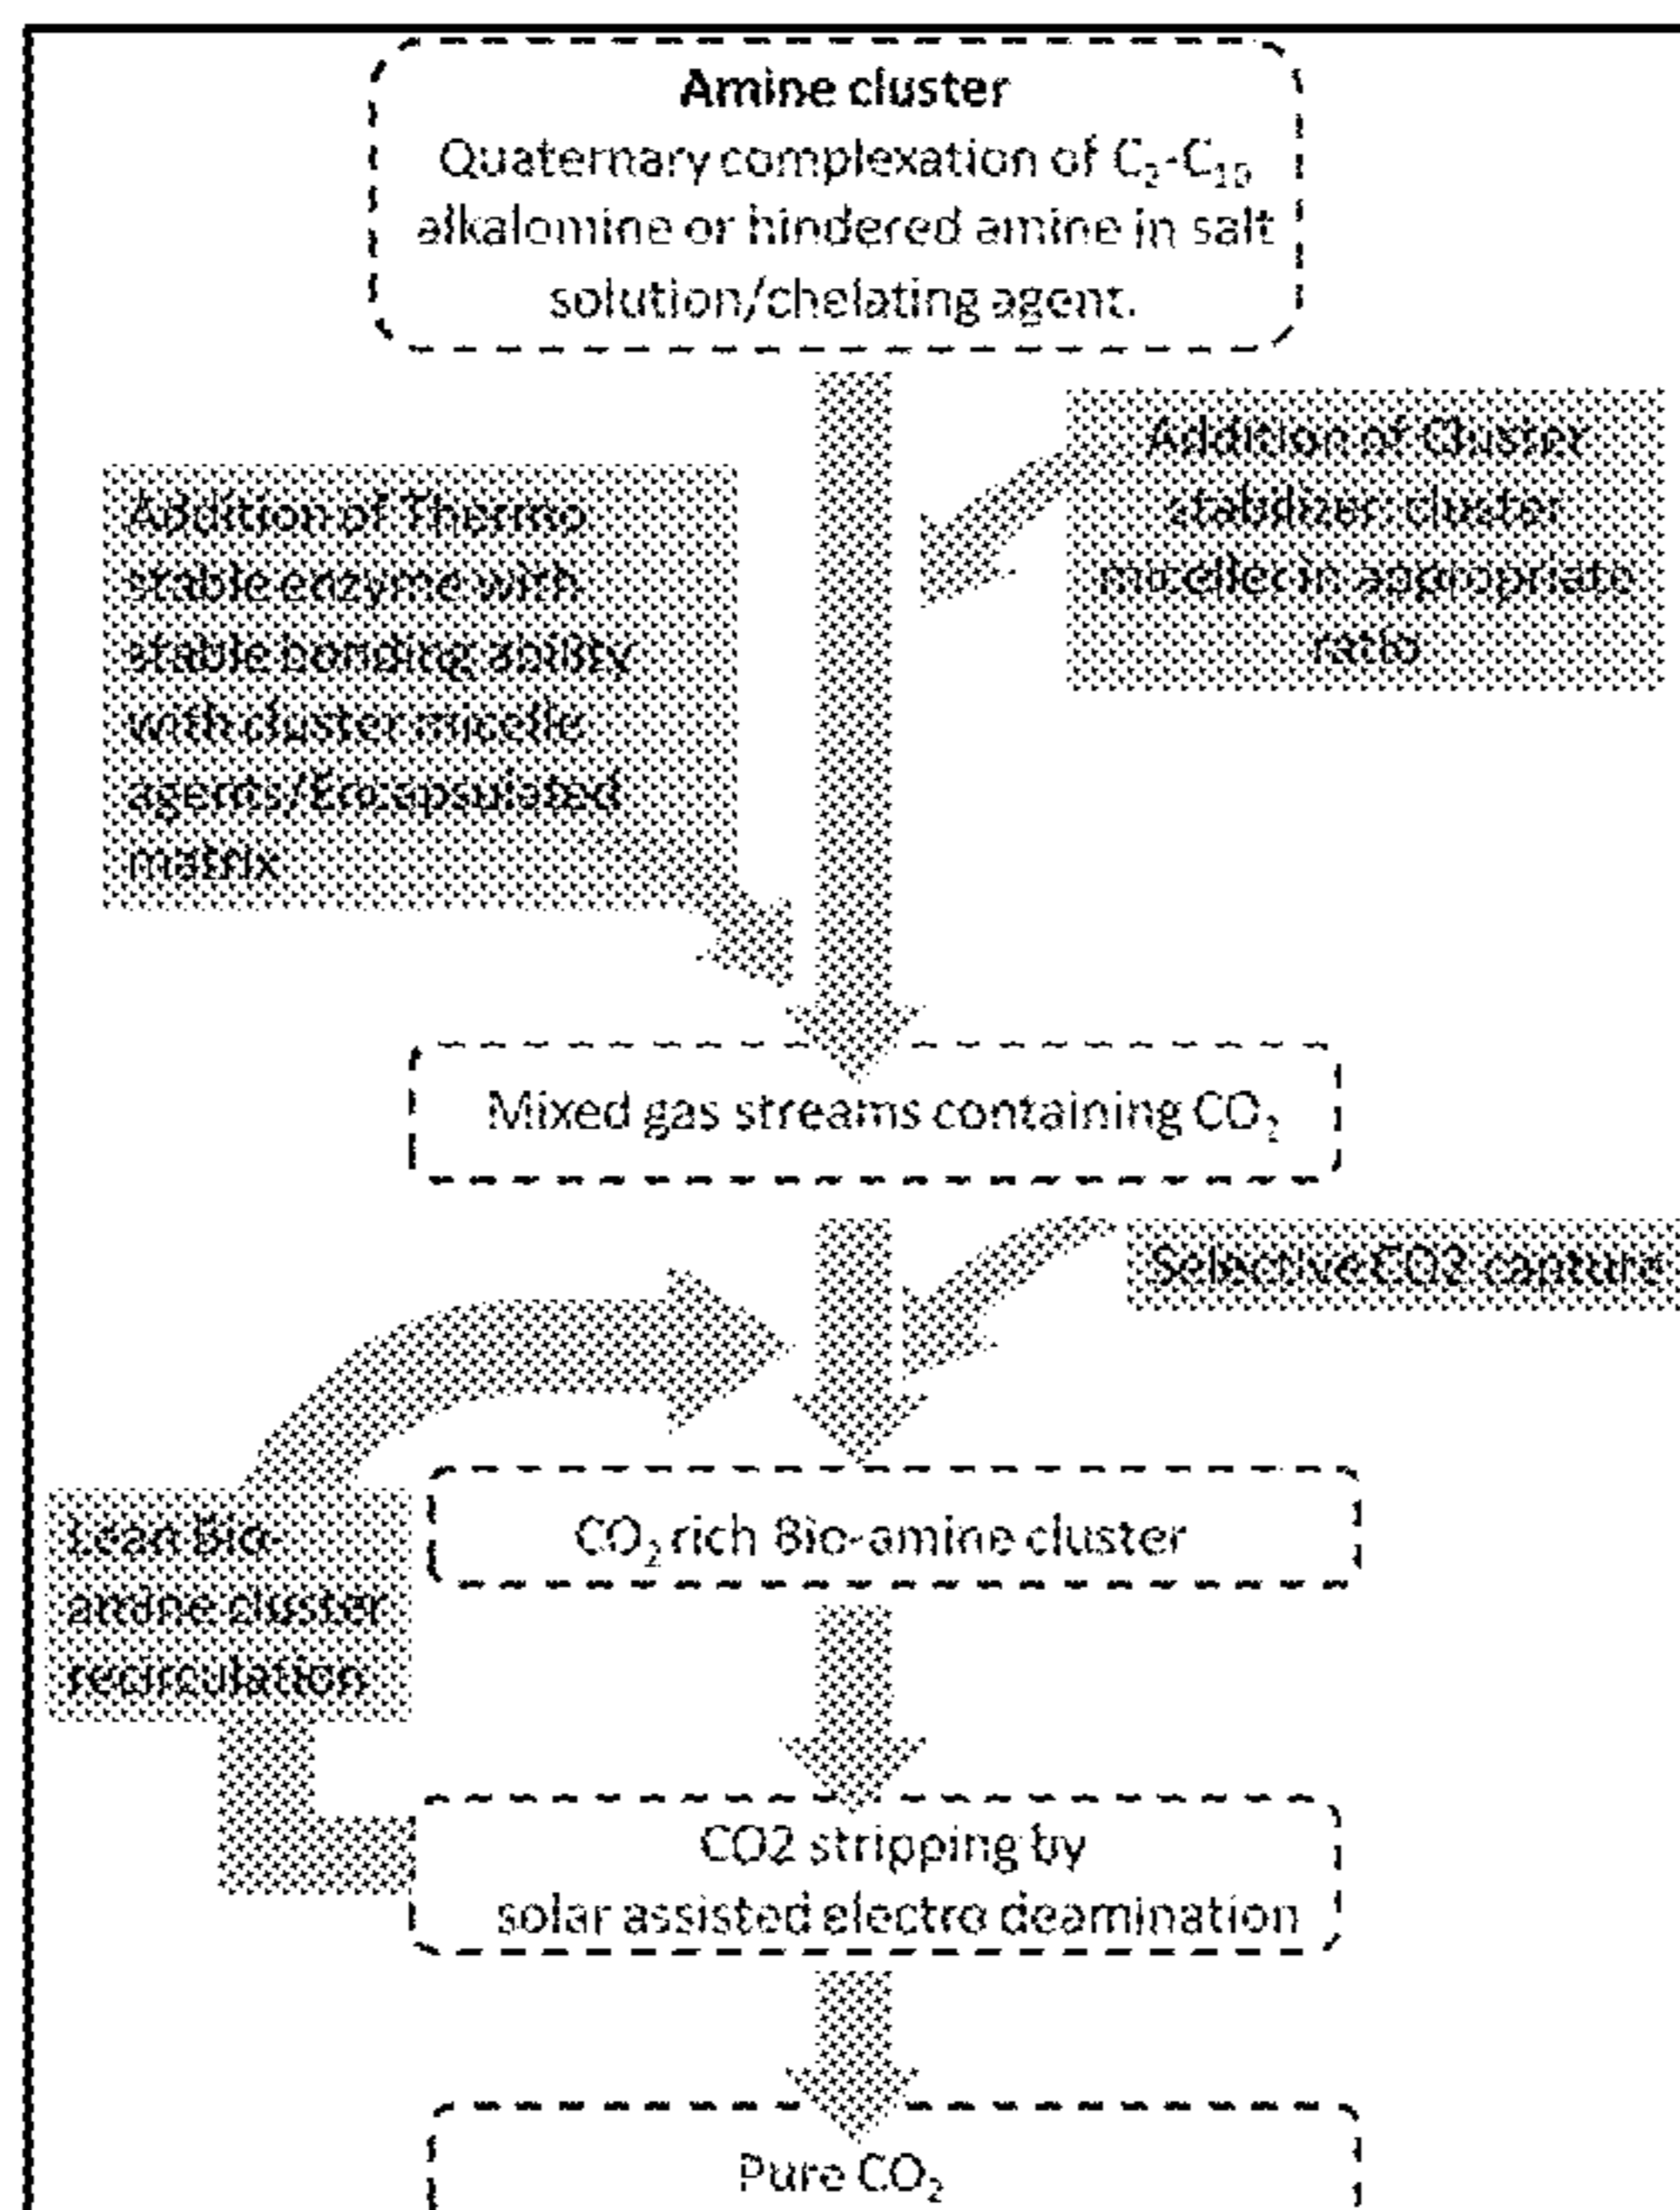 Amine cluster
Quaternary complexation of C₂-C₁₀
alkalomine or hindered amine in salt
solution/chelating agent.
Addition of Cluster
stabilizer: cluster
micelle in appropriate
ratio
Addition of Thermo
stable enzyme with
stable bonding ability
with cluster micelle
agents/Encapsulated
matrix
Mixed gas streams containing CO₂
Selective CO2 capture
CO₂ rich Bio-amine cluster
Lean Bio-
amine cluster
recirculation
CO2 stripping by
solar assisted electro deamination
Pure CO₂